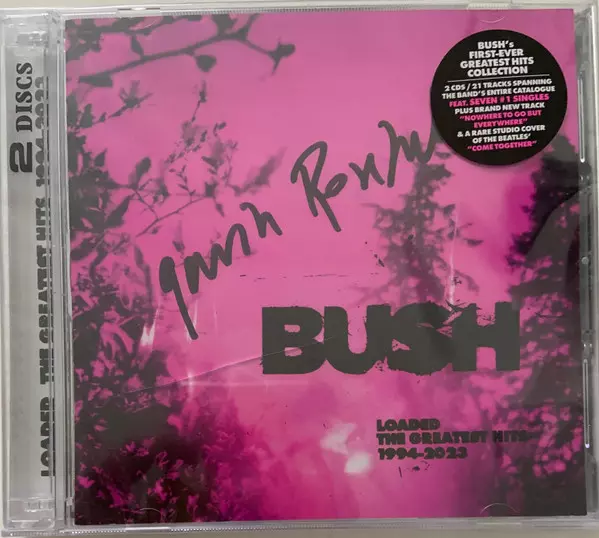 BUSH's
FIRST-EVER
GREATEST HITS
COLLECTION
2 CDS / 21 TRACKS SPANNING
THE BAND'S ENTIRE CATALOGUE
FEAT. SEVEN #1 SINGLES
PLUS BRAND NEW TRACK
"NOWHERE TO GO BUT
EVERYWHERE"
& A RARE STUDIO COVER
OF THE BEATLES'
"COME TOGETHER"
2 DISCS
LOADED THE GREATEST HITS 1994-2023
Gavin
BUSH
LOADED
THE GREATEST HITS
1994-2023